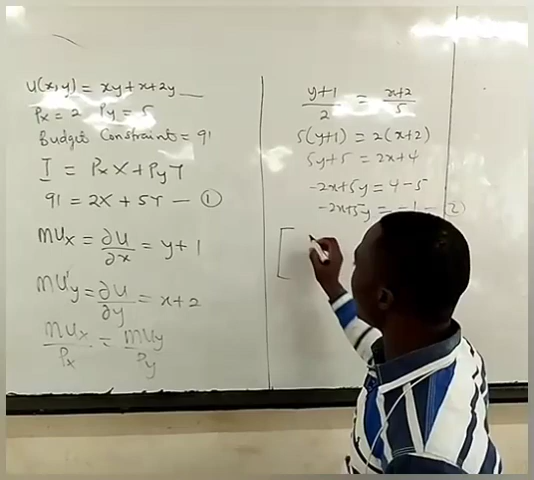 U(x,y) = xy + x + 2y
Px = 2 Py = 5
Budget Constraint = 91
I = PxX + PyY
91 = 2X + 5Y — ①
MUx = ∂U/∂x = y + 1
MUy = ∂U/∂y = x + 2
MUx/Px = MUy/Py
y+1/2 = x+2/5
5(y+1) = 2(x+2)
5y + 5 = 2x + 4
-2x + 5y = 4 - 5
-2x + 5y = -1 — ②
[